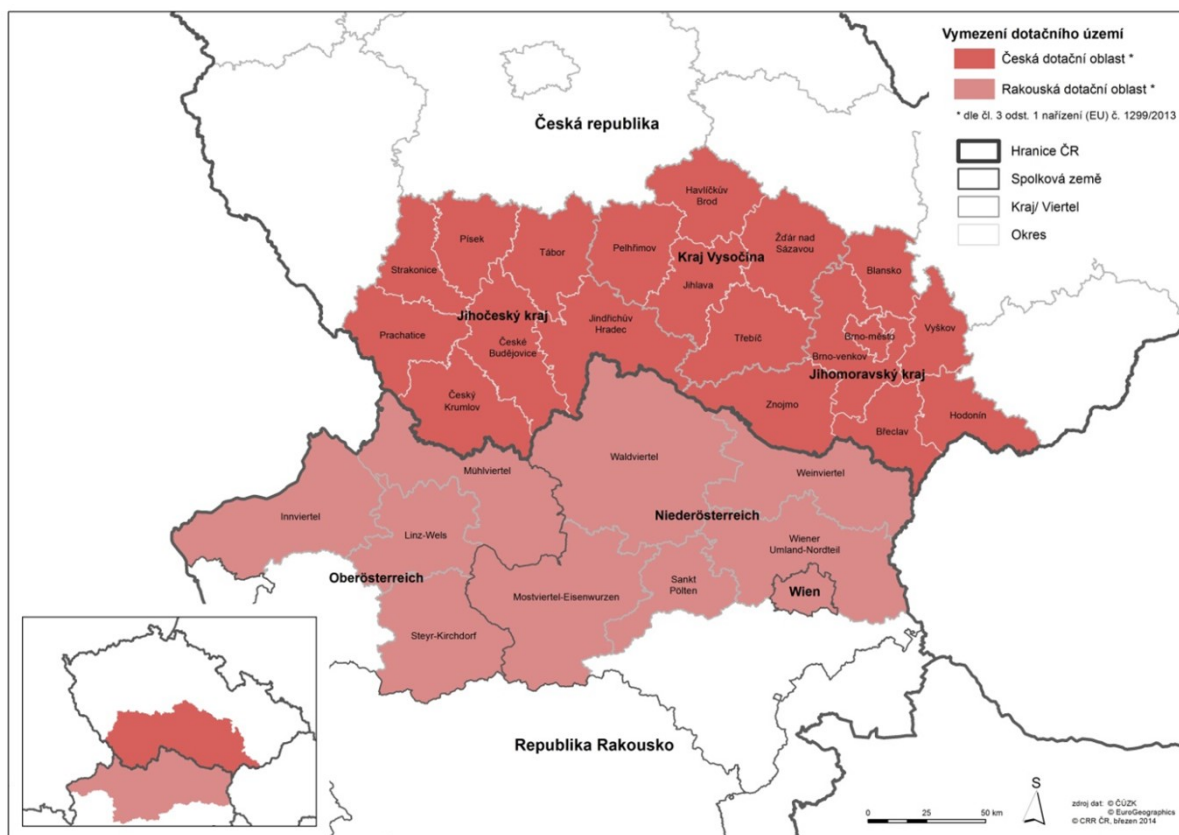 Vymezení dotačního území
Česká dotační oblast *
Rakouská dotační oblast *
* dle čl. 3 odst. 1 nařízení (EU) č. 1299/2013
Hranice ČR
Spolková země
Kraj/ Viertel
Okres
Česká republika
Havlíčkův
Brod
Písek
Tábor
Pelhřimov
Žďár nad
Sázavou
Kraj Vysočina
Strakonice
Blansko
Jihlava
Jihočeský kraj
Jindřichův
Hradec
Prachatice
České
Budějovice
Třebíč
Brno-město
Vyškov
Brno-venkov
Jihomoravský kraj
Český
Krumlov
Znojmo
Hodonín
Břeclav
Waldviertel
Mühlviertel
Weinviertel
Innviertel
Niederösterreich
Linz-Wels
Wiener
Umland-Nordteil
Oberösterreich
Sankt
Pölten
Wien
Mostviertel-Eisenwurzen
Steyr-Kirchdorf
Republika Rakousko
S
0 25 50 km
zdroj dat: © ČÚZK
© EuroGeographics
© CRR ČR, březen 2014